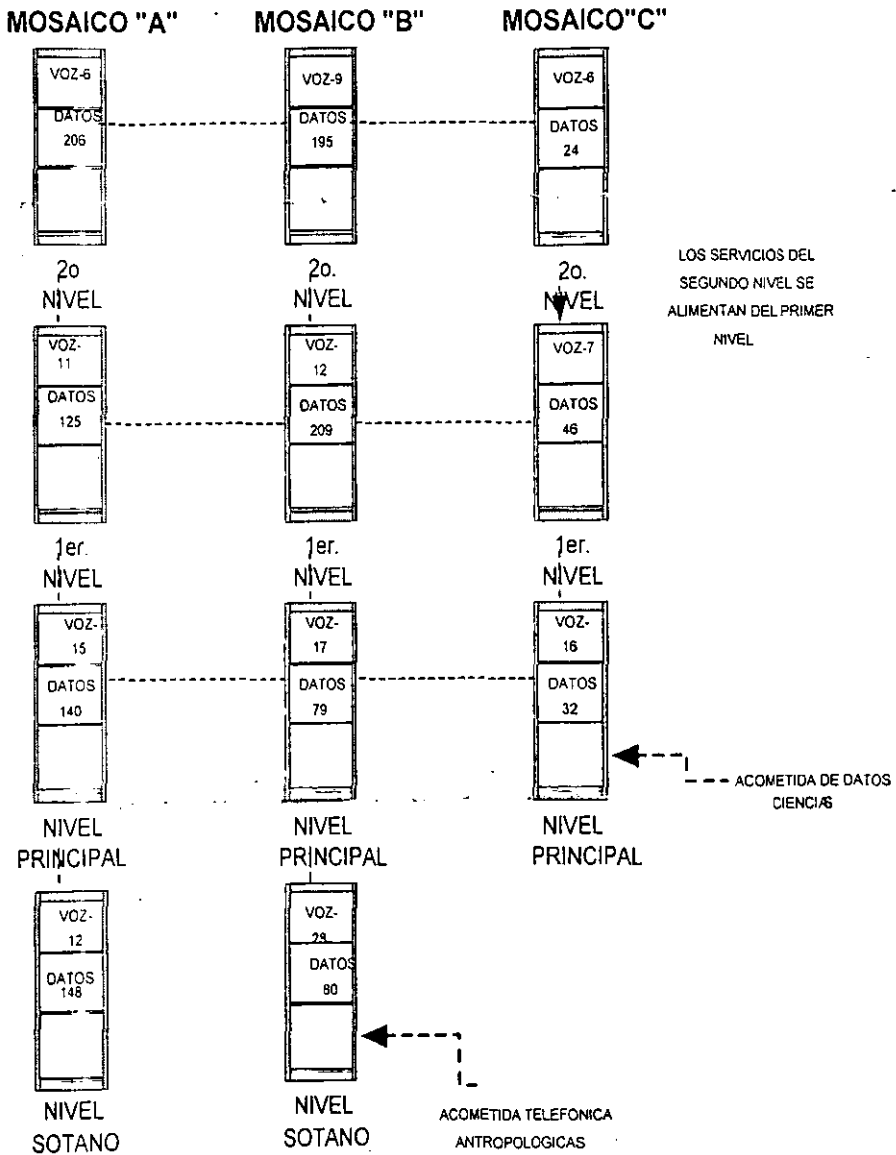 MOSAICO "A"
MOSAICO "B"
MOSAICO"C"
VOZ-6
DATOS
206
VOZ-9
DATOS
195
VOZ-6
DATOS
24
2o
NIVEL
2o.
NIVEL
2o.
NIVEL
LOS SERVICIOS DEL
SEGUNDO NIVEL SE
ALIMENTAN DEL PRIMER
NIVEL
VOZ-
11
DATOS
125
VOZ-
12
DATOS
209
VOZ-7
DATOS
46
1er.
NIVEL
1er.
NIVEL
1er.
NIVEL
VOZ-
15
DATOS
140
VOZ-
17
DATOS
79
VOZ-
16
DATOS
32
ACOMETIDA DE DATOS
CIENCIAS
NIVEL
PRINCIPAL
NIVEL
PRINCIPAL
NIVEL
PRINCIPAL
VOZ-
12
DATOS
148
VOZ-
DATOS
NIVEL
SOTANO
NIVEL
SOTANO
ACOMETIDA TELEFONICA
ANTROPOLOGICAS